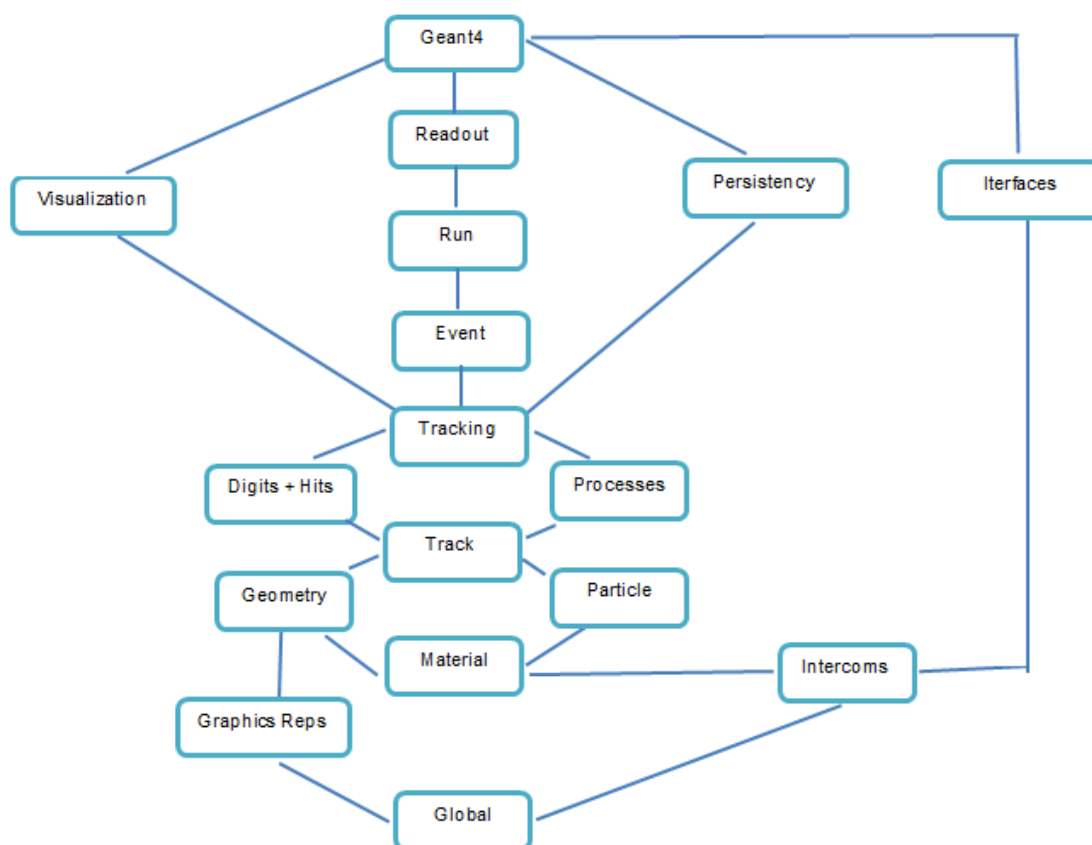 Geant4
Readout
Visualization
Persistency
Iterfaces
Run
Event
Tracking
Digits + Hits
Processes
Track
Geometry
Particle
Material
Intercoms
Graphics Reps
Global